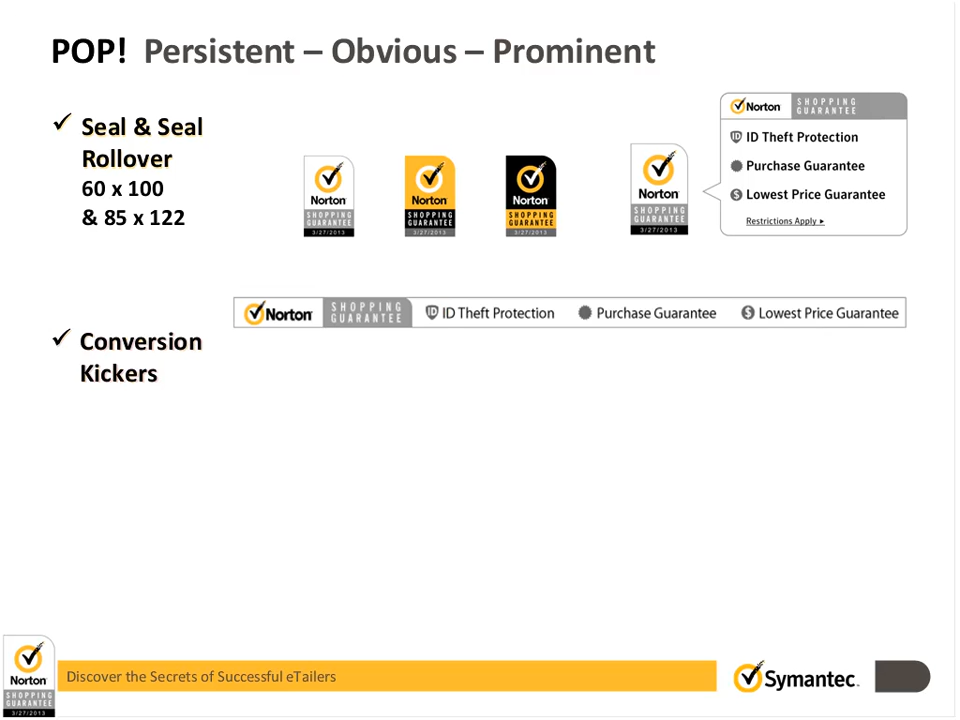 POP! Persistent – Obvious – Prominent
✓ Seal & Seal
Rollover
60 x 100
& 85 x 122
Norton
SHOPPING
GUARANTEE
3/27/2013
Norton
SHOPPING
GUARANTEE
3/27/2013
Norton
SHOPPING
GUARANTEE
3/27/2013
Norton
SHOPPING
GUARANTEE
3/27/2013
Norton SHOPPING
GUARANTEE
ID Theft Protection
Purchase Guarantee
$ Lowest Price Guarantee
Restrictions Apply ▸
Norton SHOPPING
GUARANTEE
ID Theft Protection Purchase Guarantee $ Lowest Price Guarantee
✓ Conversion
Kickers
Norton
SHOPPING
GUARANTEE
3/27/2013
Discover the Secrets of Successful eTailers
Symantec.